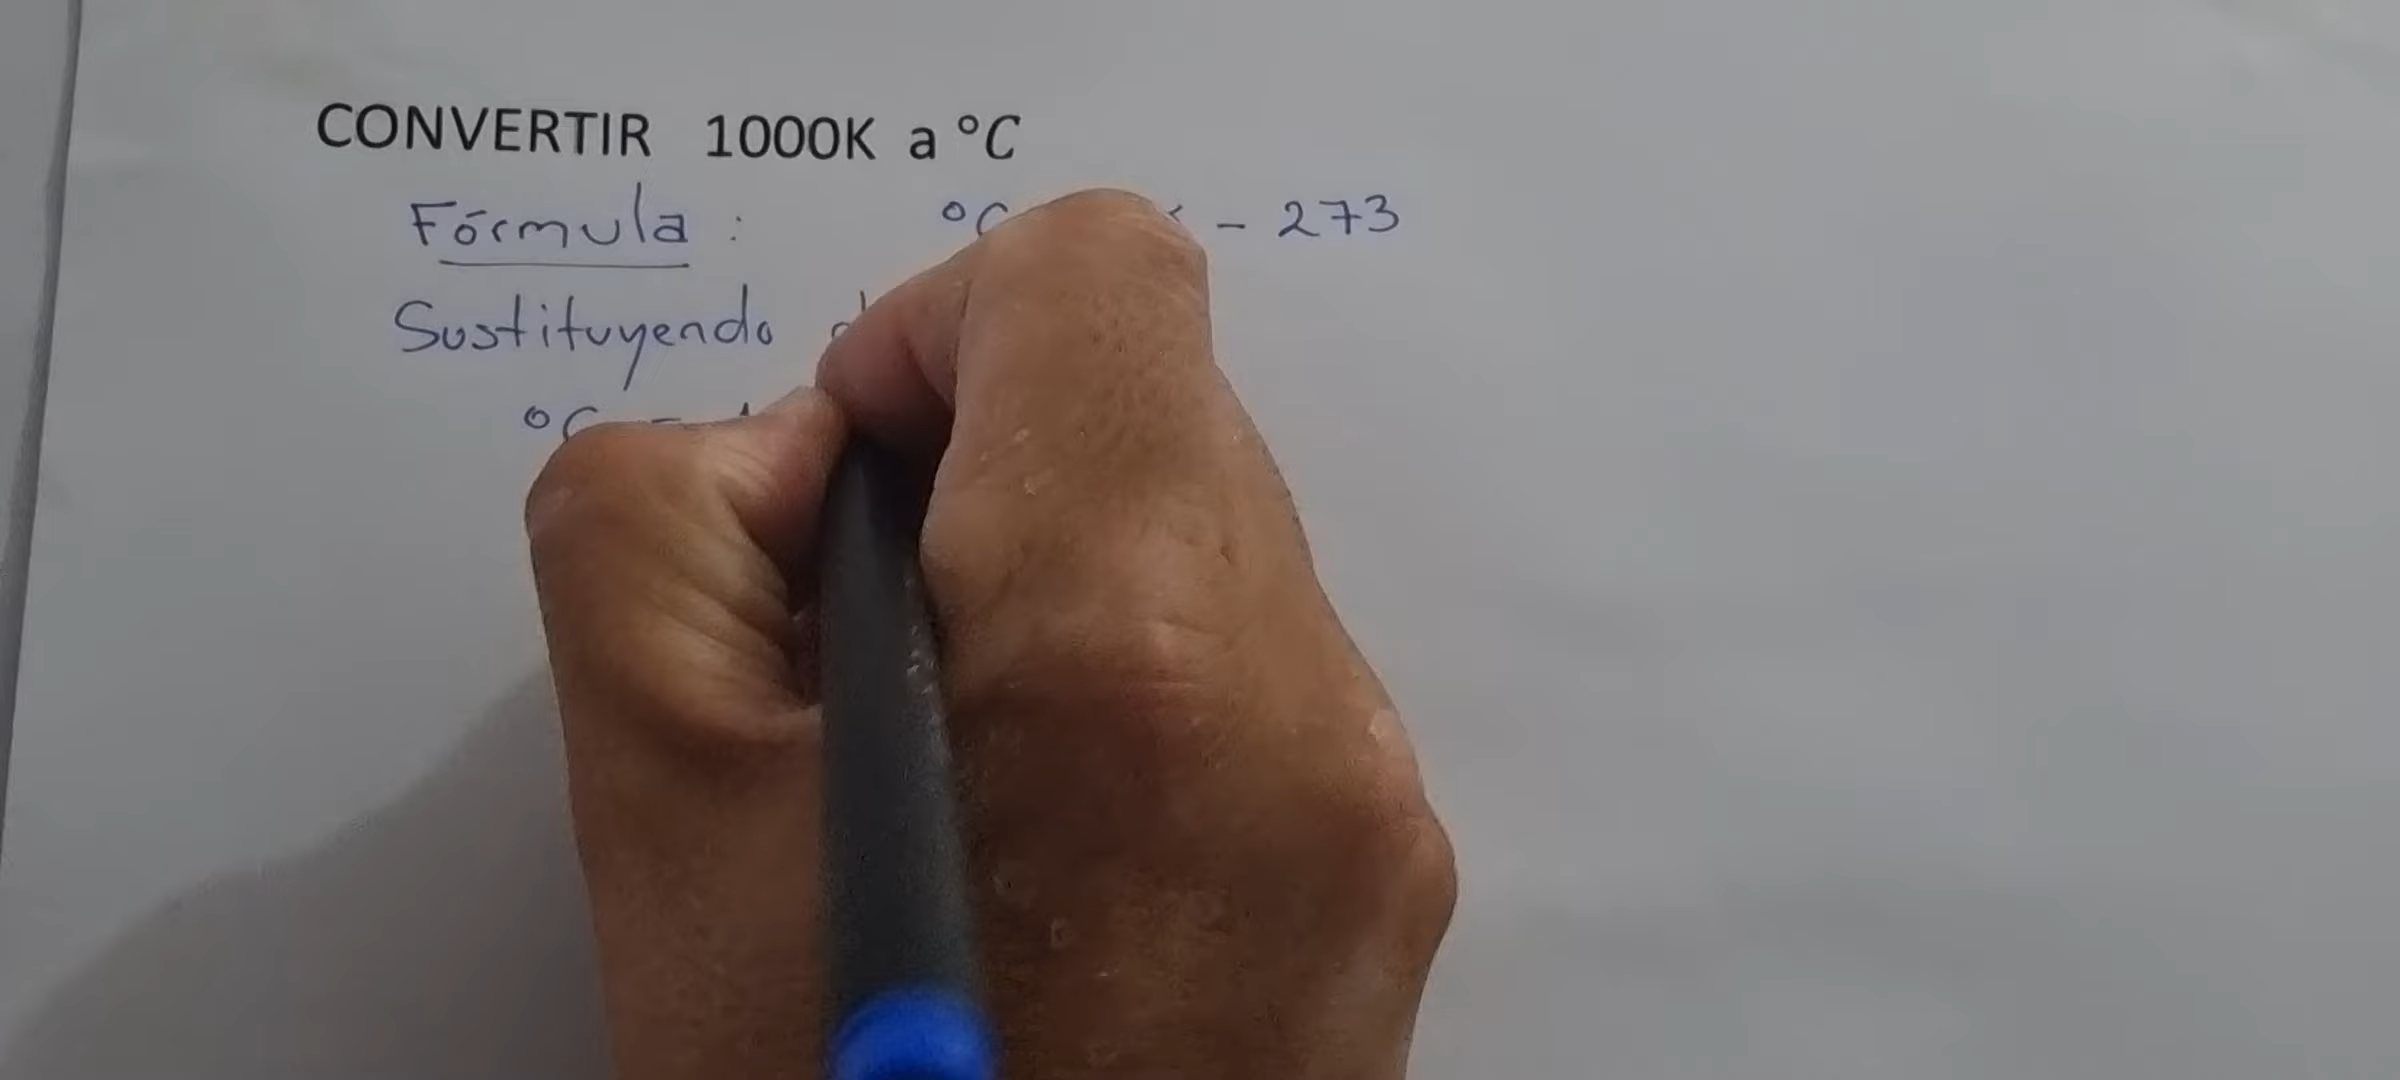 CONVERTIR 1000K a °C
Fórmula : °C - 273
Sustituyendo
°C =